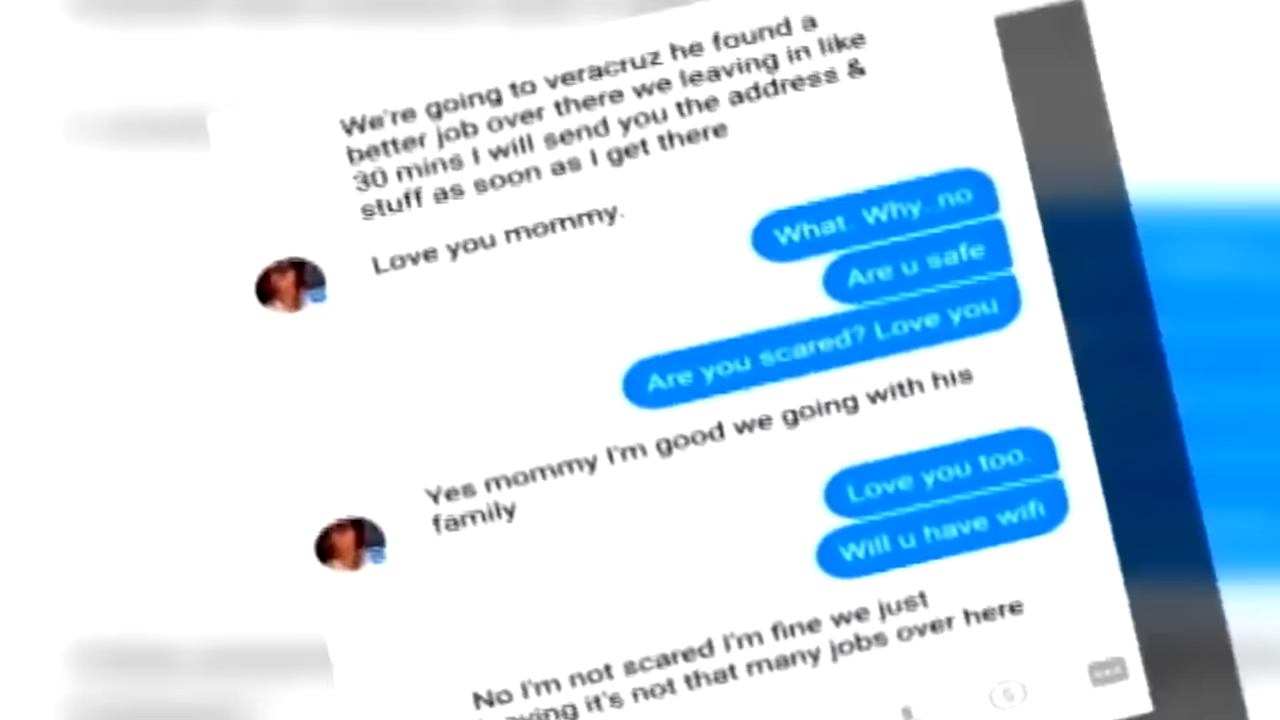 We're going to veracruz he found a
better job over there we leaving in like
30 mins I will send you the address &
stuff as soon as I get there
Love you mommy.
What. Why..no
Are u safe
Are you scared? Love you
Yes mommy I'm good we going with his
family
Love you too.
Will u have wifi
No I'm not scared I'm fine we just
it's not that many jobs over here